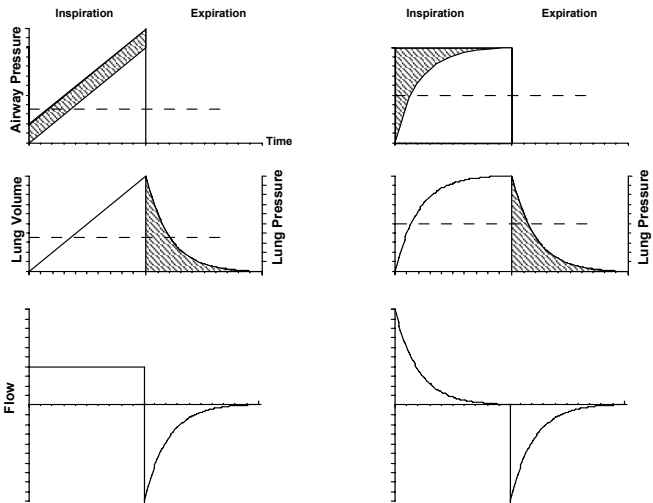 Inspiration Expiration Inspiration Expiration
Airway Pressure
Time
Lung Volume
Lung Pressure
Lung Pressure
Flow